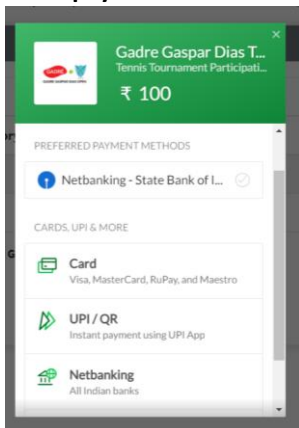 Gadre Gaspar Dias T...
Tennis Tournament Participati...
₹ 100
PREFERRED PAYMENT METHODS
Netbanking - State Bank of I...
CARDS, UPI & MORE
Card
Visa, MasterCard, RuPay, and Maestro
UPI / QR
Instant payment using UPI App
Netbanking
All Indian banks